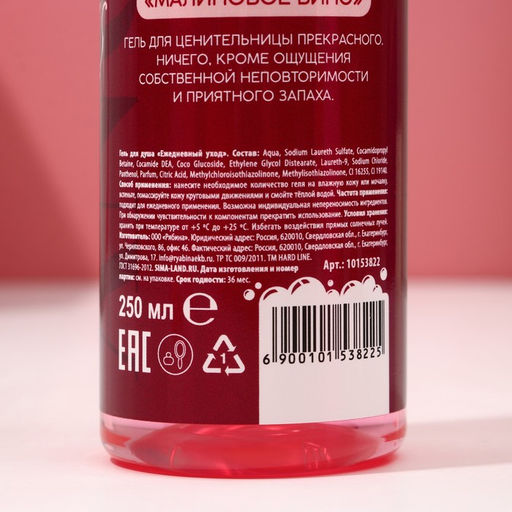 «МАЛИНОВОЕ ВИНО»
ГЕЛЬ ДЛЯ ЦЕНИТЕЛЬНИЦЫ ПРЕКРАСНОГО.
НИЧЕГО, КРОМЕ ОЩУЩЕНИЯ
СОБСТВЕННОЙ НЕПОВТОРИМОСТИ
И ПРИЯТНОГО ЗАПАХА.
Гель для душа «Ежедневный уход». Состав: Aqua, Sodium Laureth Sulfate, Cocamidopropyl
Betaine, Cocamide DEA, Coco Glucoside, Ethylene Glycol Distearate, Laureth-9, Sodium Chloride,
Panthenol, Parfum, Citric Acid, Methylchloroisothiazolinone, Methylisothiazolinone, CI 16255, CI 19140.
Способ применения: нанесите необходимое количество геля на влажную кожу или мочалку,
вспеньте, помассируйте кожу круговыми движениями и смойте тёплой водой. Аромат
подходит для ежедневного применения. Возможна индивидуальная непереносимость ингредиентов.
При обнаружении чувствительности к компонентам прекратить использование. Условия хранения:
хранить при температуре от +5 °C до +25 °C. Избегать воздействия прямых солнечных лучей.
Изготовитель: ООО «Рябина». Юридический адрес: Россия, 620050, Свердловская обл., г. Екатеринбург,
ул. Черняховского, 86, офис 46. Фактический адрес: Россия, 620050, Свердловская обл., г. Екатеринбург,
ул. Маневровая, 45. info@ryabinaekb.ru. ТР ТС 009/2011. TM HARD LINE.
ГОСТ 31696-2012. SIMA-LAND.RU. Дата изготовления и номер
партии: см. на упаковке. Срок годности: 36 мес.
Арт.: 10153822
250 мл e
EAC
1
6 900101 538225